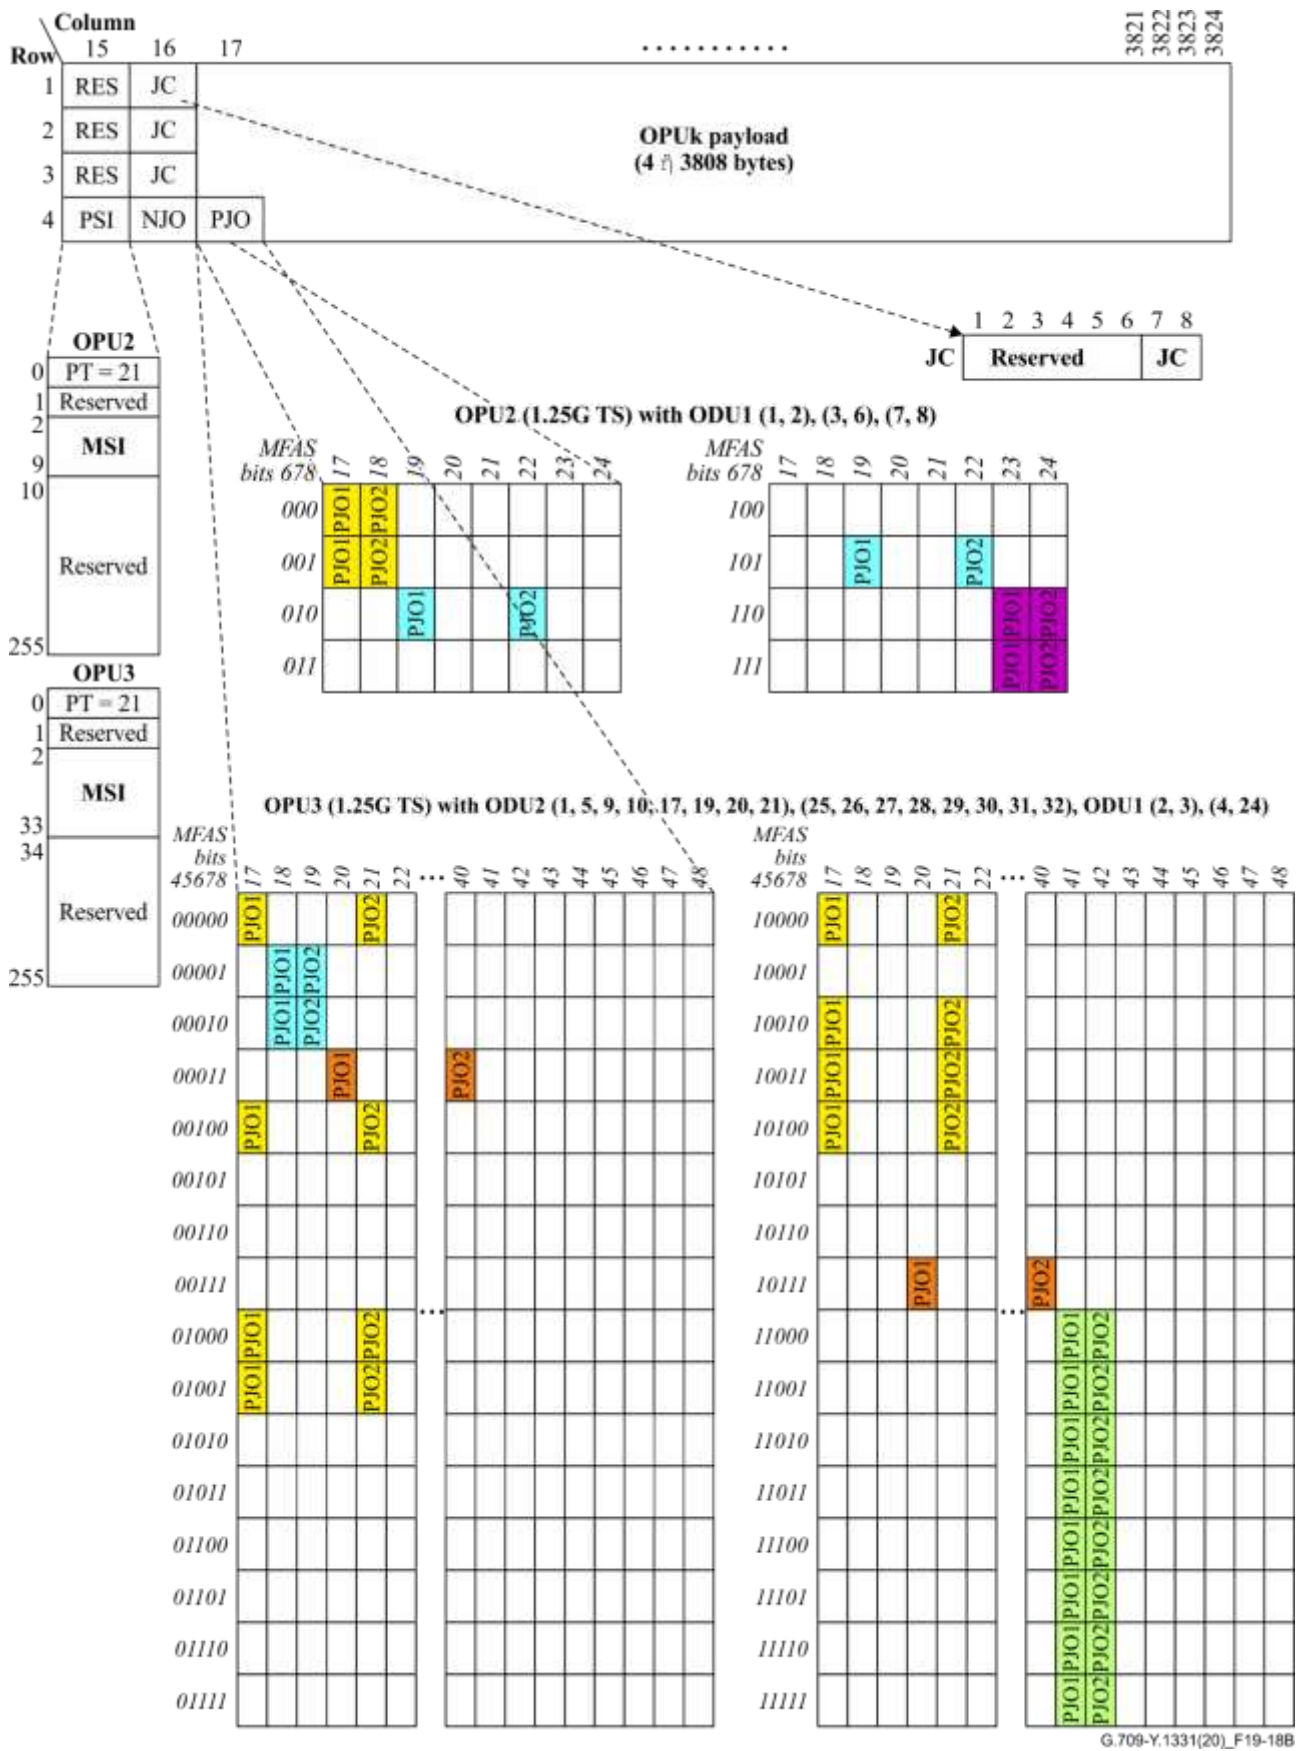 Column
Row 15 16 17 ........... 3821 3822 3823 3824
1 RES JC
2 RES JC
3 RES JC
4 PSI NJO PJO
OPUk payload
(4 ή 3808 bytes)
1 2 3 4 5 6 7 8
JC Reserved JC
OPU2
0 PT = 21
1 Reserved
2 MSI
9
10 Reserved
255
OPU2 (1.25G TS) with ODU1 (1, 2), (3, 6), (7, 8)
MFAS
bits 678 17 18 19 20 21 22 23 24
000 PJO1 PJO2
001 PJO1 PJO2
010 PJO1 PJO2
011
MFAS
bits 678 17 18 19 20 21 22 23 24
100
101 PJO1 PJO2
110 PJO1 PJO2
111 PJO1 PJO2
OPU3
0 PT = 21
1 Reserved
2 MSI
33
34 Reserved
255
OPU3 (1.25G TS) with ODU2 (1, 5, 9, 10, 17, 19, 20, 21), (25, 26, 27, 28, 29, 30, 31, 32), ODU1 (2, 3), (4, 24)
MFAS
bits
45678 17 18 19 20 21 22 ... 40 41 42 43 44 45 46 47 48
00000 PJO1 PJO2
00001 PJO1 PJO2
00010 PJO1 PJO2
00011 PJO1 PJO2
00100 PJO1 PJO2
00101
00110
00111
...
01000 PJO1 PJO2
01001 PJO1 PJO2
01010
01011
01100
01101
01110
01111
MFAS
bits
45678 17 18 19 20 21 22 ... 40 41 42 43 44 45 46 47 48
10000 PJO1 PJO2
10001
10010 PJO1 PJO2
10011 PJO1 PJO2
10100 PJO1 PJO2
10101
10110
10111 PJO1 PJO2
...
11000 PJO1 PJO2
11001 PJO1 PJO2
11010 PJO1 PJO2
11011 PJO1 PJO2
11100 PJO1 PJO2
11101 PJO1 PJO2
11110 PJO1 PJO2
11111 PJO1 PJO2
G.709-Y.1331(20)_F19-18B